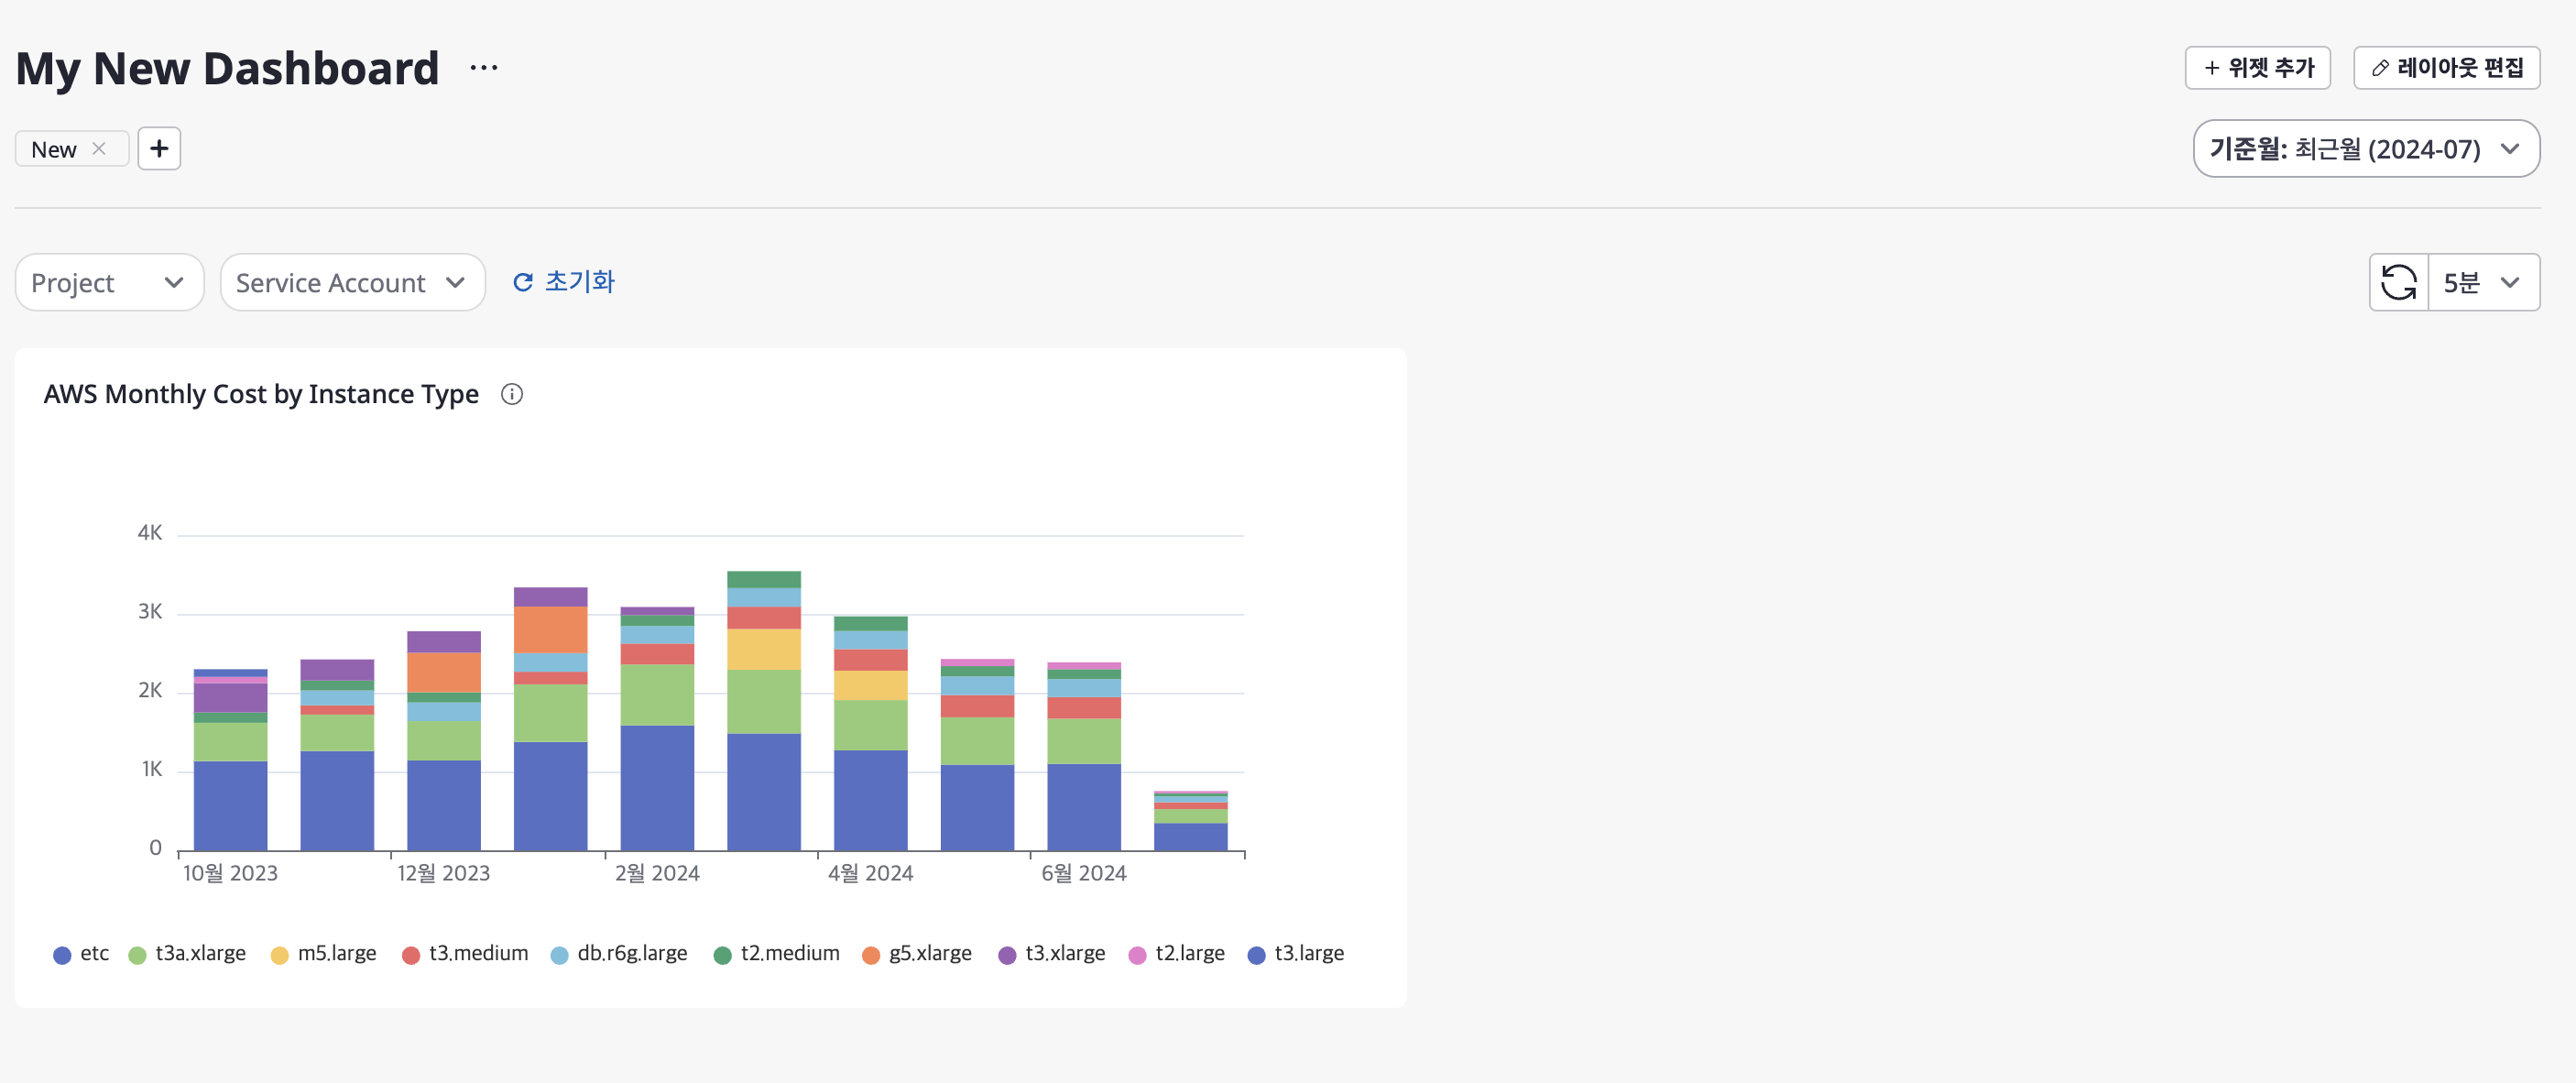 My New Dashboard ...
+ 위젯 추가
레이아웃 편집
New ×
+
기준월: 최근월 (2024-07)
Project
Service Account
초기화
5분
AWS Monthly Cost by Instance Type
4K
3K
2K
1K
0
10월 2023 12월 2023 2월 2024 4월 2024 6월 2024
etc t3a.xlarge m5.large t3.medium db.r6g.large t2.medium g5.xlarge t3.xlarge t2.large t3.large